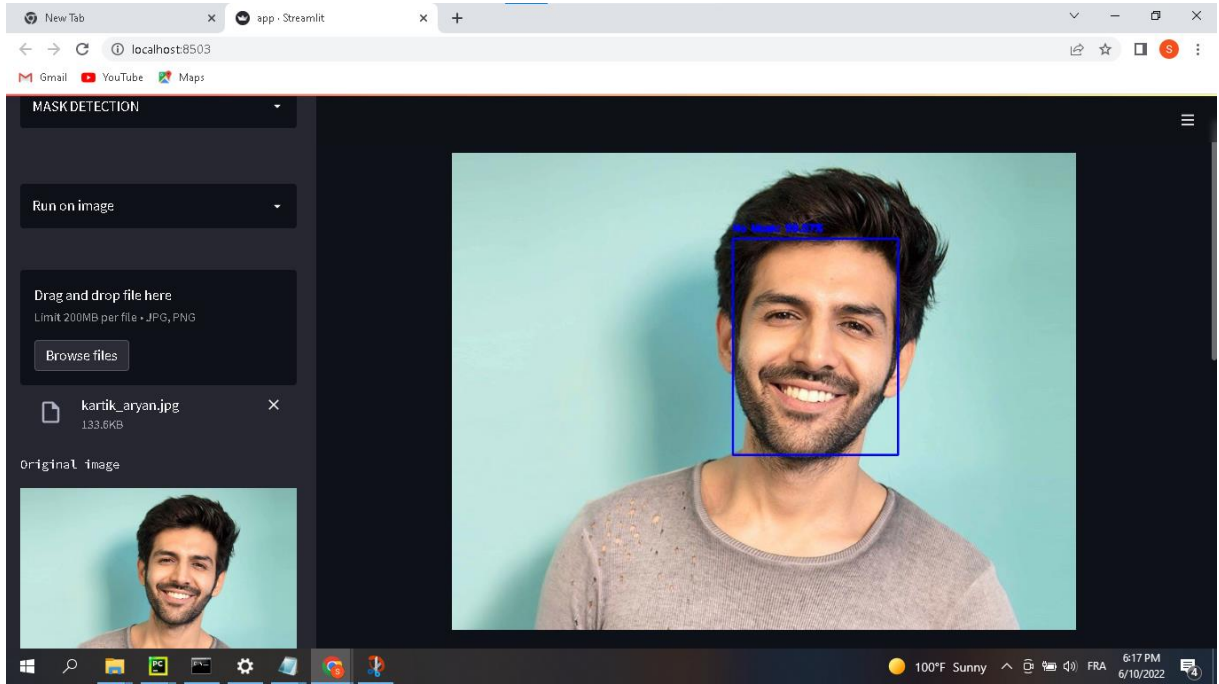 New Tab
app · Streamlit
localhost:8503
S
Gmail
YouTube
Maps
MASK DETECTION
Run on image
Drag and drop file here
Limit 200MB per file • JPG, PNG
Browse files
kartik_aryan.jpg
133.6KB
Original image
PC
100°F Sunny
FRA
6:17 PM
6/10/2022
4